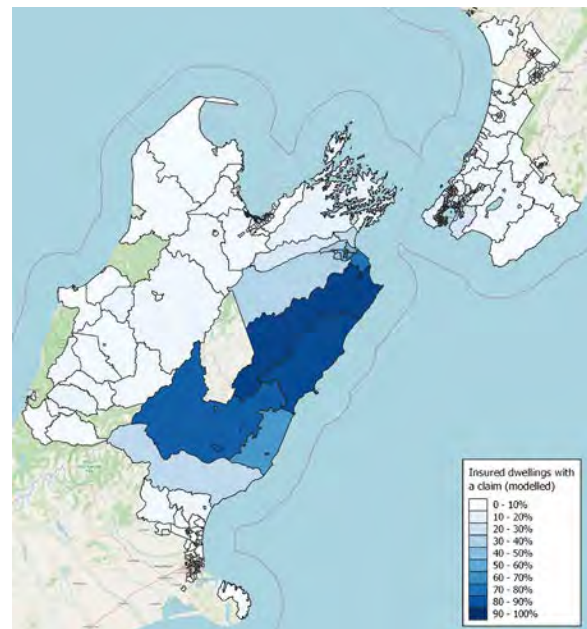 Insured dwellings with
a claim (modelled)
0 - 10%
10 - 20%
20 - 30%
30 - 40%
40 - 50%
50 - 60%
60 - 70%
70 - 80%
80 - 90%
90 - 100%